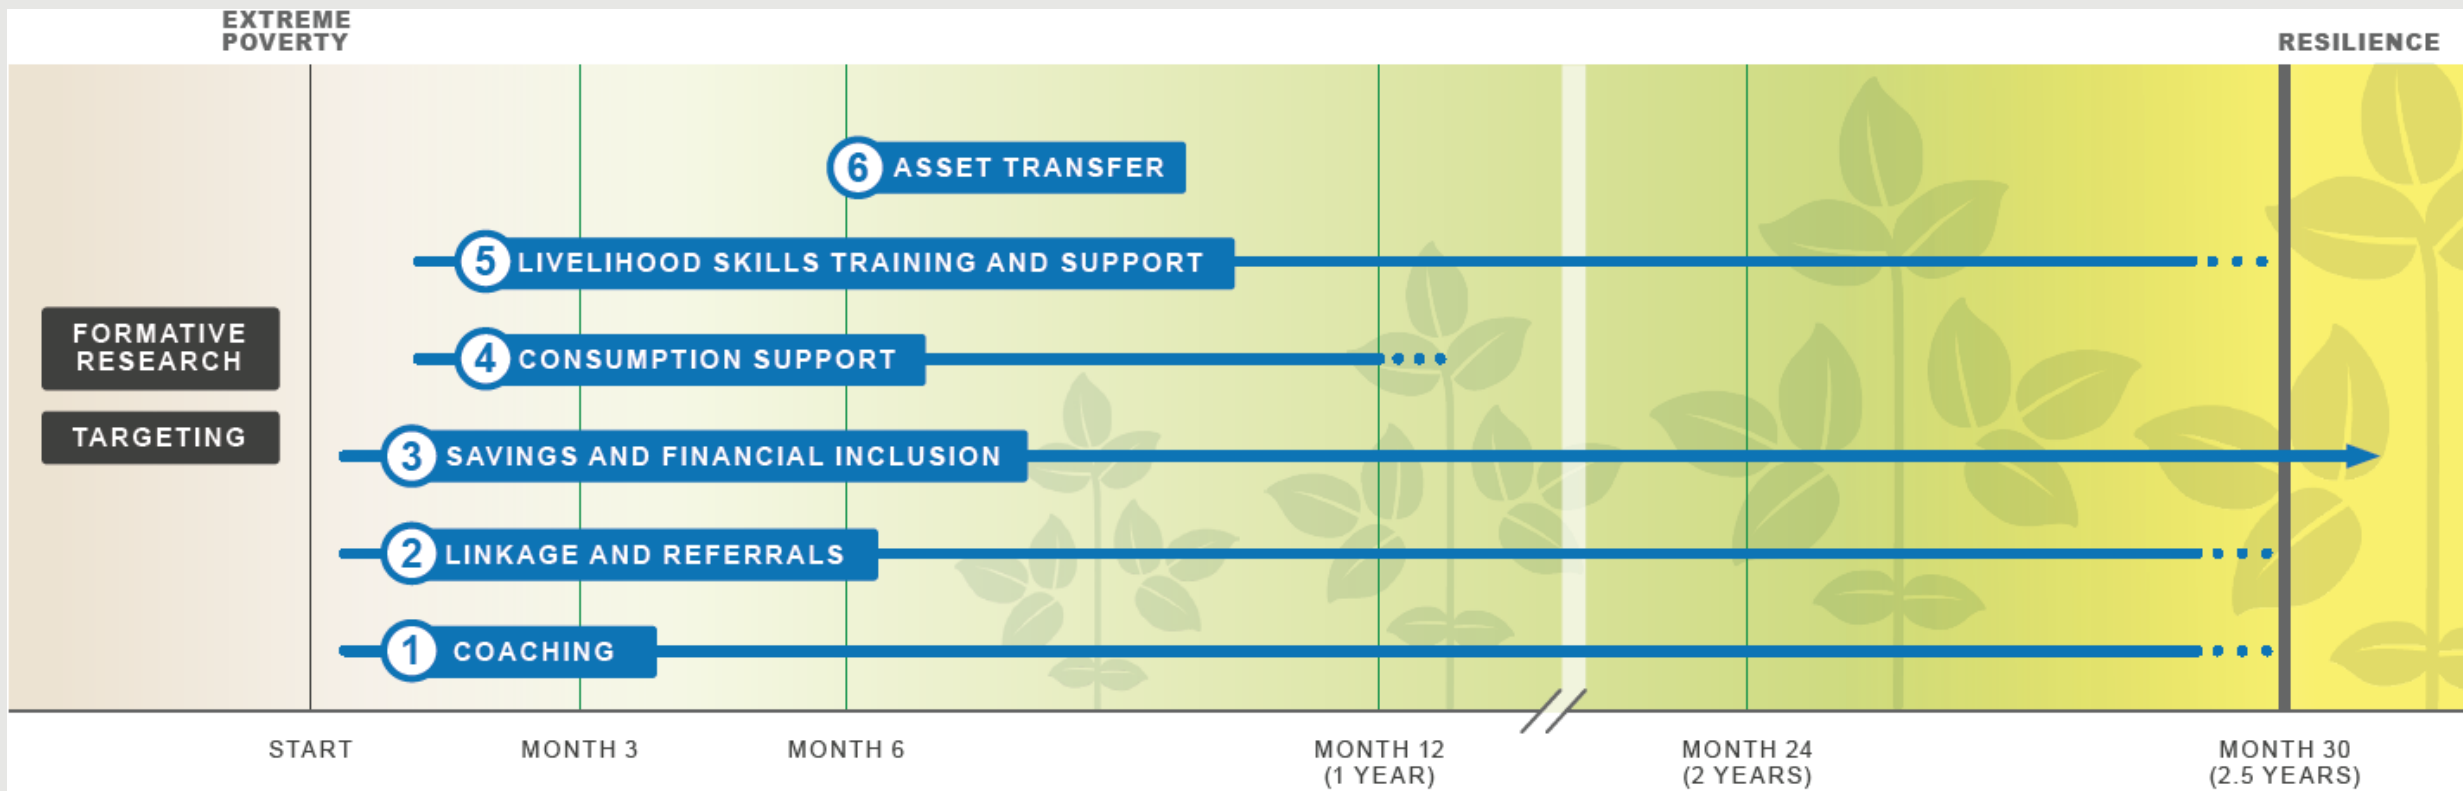 EXTREME
POVERTY
RESILIENCE
6 ASSET TRANSFER
5 LIVELIHOOD SKILLS TRAINING AND SUPPORT
FORMATIVE
RESEARCH
4 CONSUMPTION SUPPORT
TARGETING
3 SAVINGS AND FINANCIAL INCLUSION
2 LINKAGE AND REFERRALS
1 COACHING
START
MONTH 3
MONTH 6
MONTH 12
(1 YEAR)
MONTH 24
(2 YEARS)
MONTH 30
(2.5 YEARS)